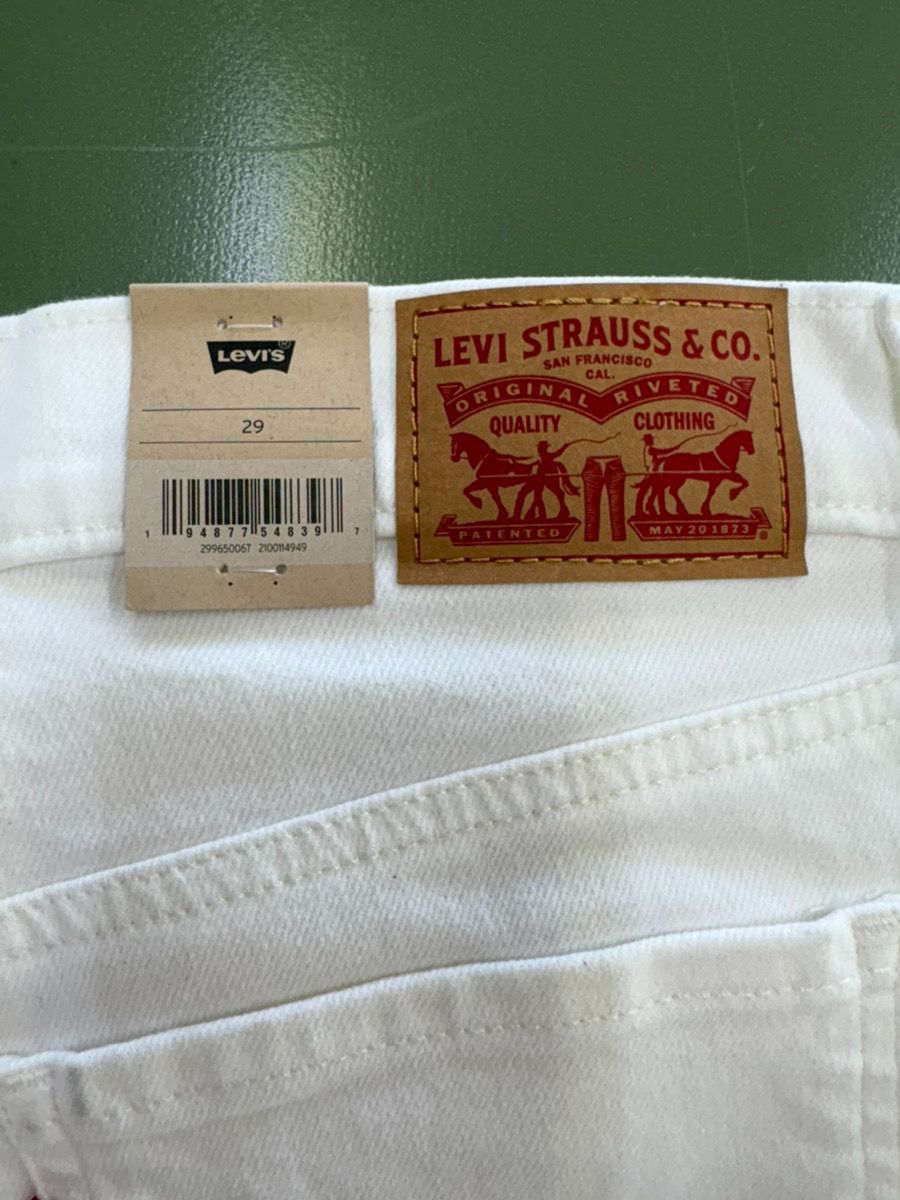 Levi's®
29
1 94877 54839 7
299650067 2100114949
LEVI STRAUSS & CO.
SAN FRANCISCO
CAL.
ORIGINAL RIVETED
QUALITY CLOTHING
PATENTED MAY 20 1873 ®